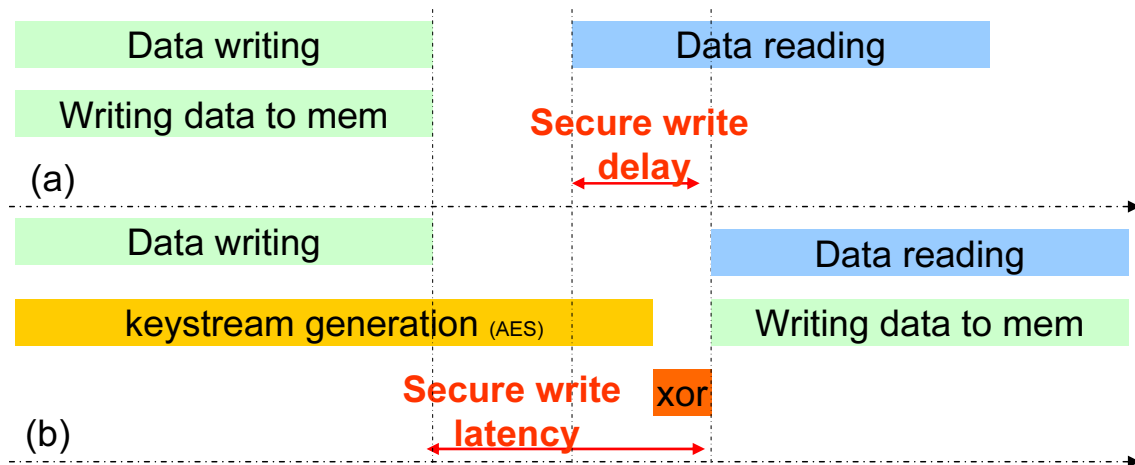 Data writing
Data reading
Writing data to mem
Secure write
delay
(a)
Data writing
Data reading
keystream generation (AES)
Writing data to mem
Secure write
latency
xor
(b)